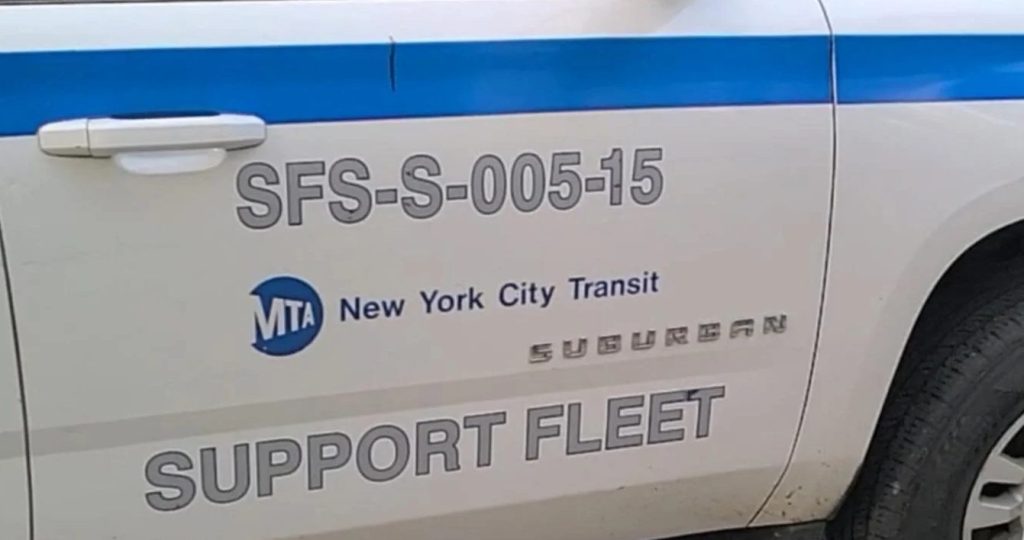 SFS-S-005-15
MTA New York City Transit
SUBURBAN
SUPPORT FLEET